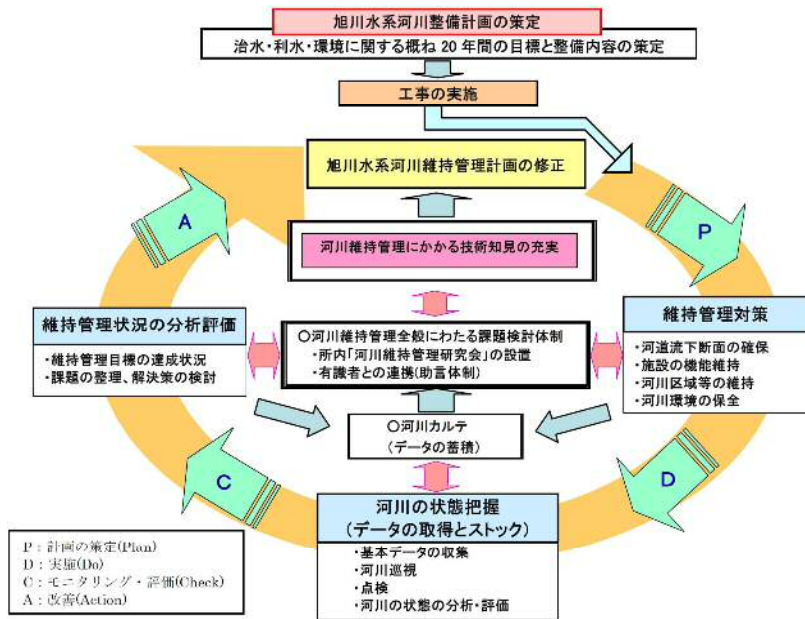 旭川水系河川整備計画の策定
治水・利水・環境に関する概ね20年間の目標と整備内容の策定
工事の実施
旭川水系河川維持管理計画の修正
A
P
河川維持管理にかかる技術知見の充実
維持管理状況の分析評価
・維持管理目標の達成状況
・課題の整理、解決策の検討
○河川維持管理全般にわたる課題検討体制
・所内「河川維持管理研究会」の設置
・有識者との連携(助言体制)
維持管理対策
・河道流下断面の確保
・施設の機能維持
・河川区域等の維持
・河川環境の保全
○河川カルテ
(データの蓄積)
C
D
河川の状態把握
(データの取得とストック)
・基本データの収集
・河川巡視
・点検
・河川の状態の分析・評価
P：計画の策定(Plan)
D：実施(Do)
C：モニタリング・評価(Check)
A：改善(Action)